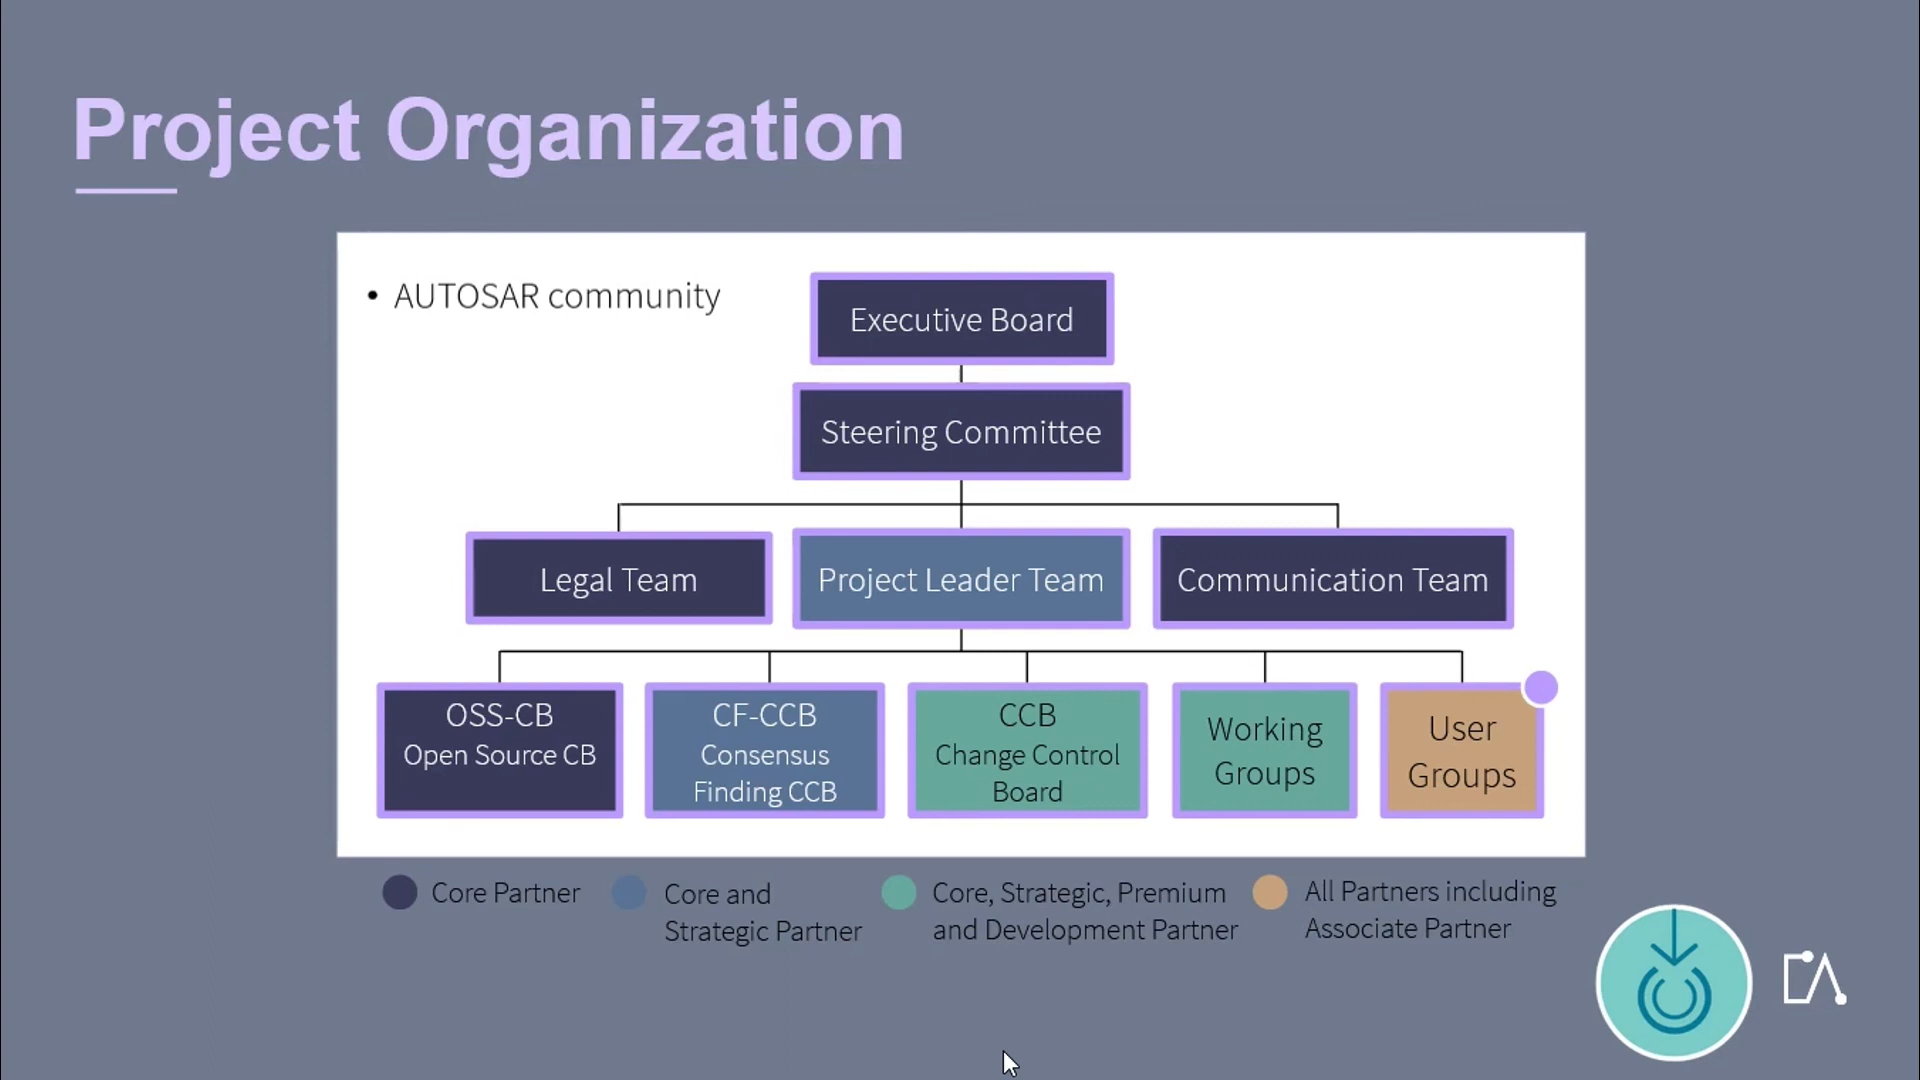 Project Organization
• AUTOSAR community
Executive Board
Steering Committee
Legal Team
Project Leader Team
Communication Team
OSS-CB
Open Source CB
CF-CCB
Consensus
Finding CCB
CCB
Change Control
Board
Working
Groups
User
Groups
Core Partner
Core and
Strategic Partner
Core, Strategic, Premium
and Development Partner
All Partners including
Associate Partner